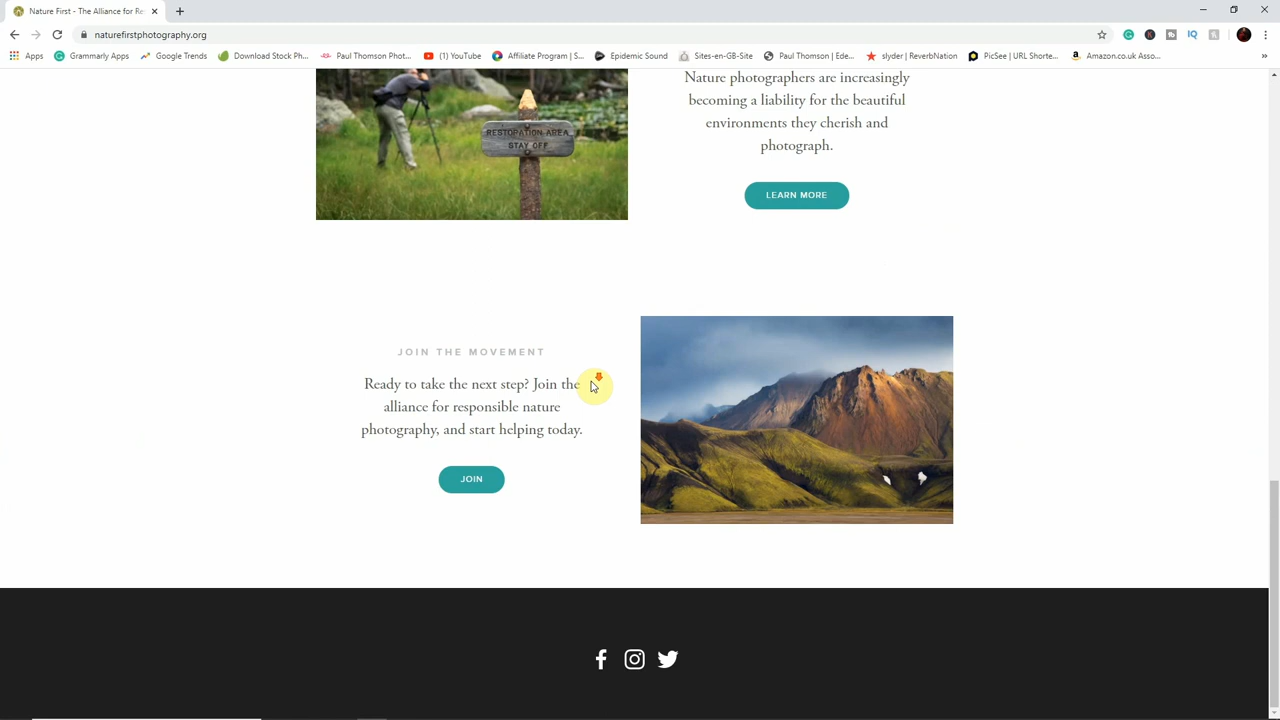 Nature First - The Alliance for Re
naturefirstphotography.org
Apps
Grammarly Apps
Google Trends
Download Stock Ph...
Paul Thomson Phot...
(1) YouTube
Affiliate Program | S...
Epidemic Sound
Sites-en-GB-Site
Paul Thomson | Ede...
slyder | ReverbNation
PicSee | URL Shorte...
Amazon.co.uk Asso...
Nature photographers are increasingly
becoming a liability for the beautiful
environments they cherish and
photograph.
LEARN MORE
RESTORATION AREA
STAY OFF
JOIN THE MOVEMENT
Ready to take the next step? Join the
alliance for responsible nature
photography, and start helping today.
JOIN